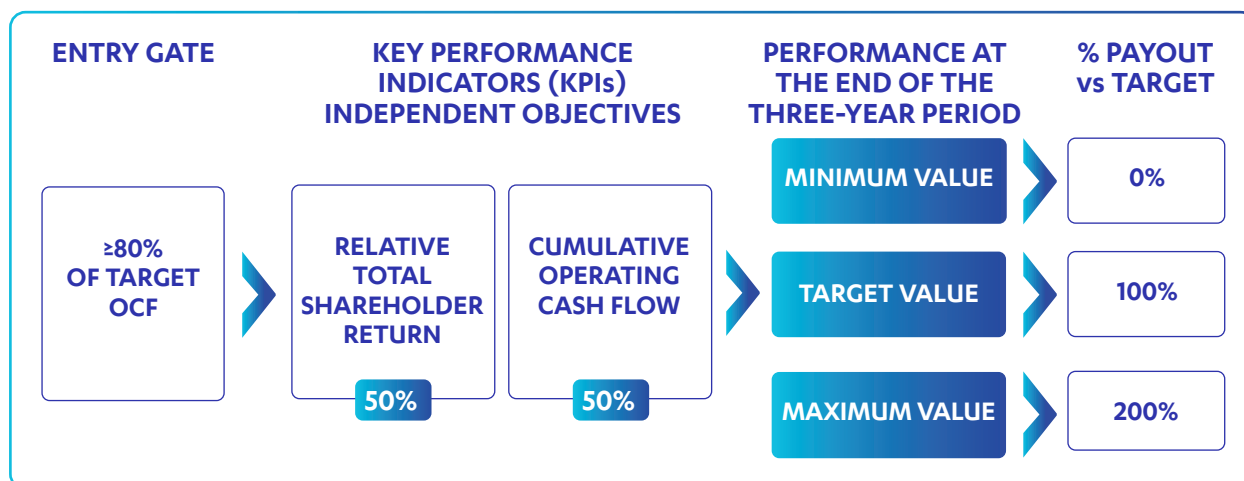 ENTRY GATE
KEY PERFORMANCE
INDICATORS (KPIs)
INDEPENDENT OBJECTIVES
PERFORMANCE AT
THE END OF THE
THREE-YEAR PERIOD
% PAYOUT
vs TARGET
≥80%
OF TARGET
OCF
RELATIVE
TOTAL
SHAREHOLDER
RETURN
50%
CUMULATIVE
OPERATING
CASH FLOW
50%
MINIMUM VALUE
0%
TARGET VALUE
100%
MAXIMUM VALUE
200%